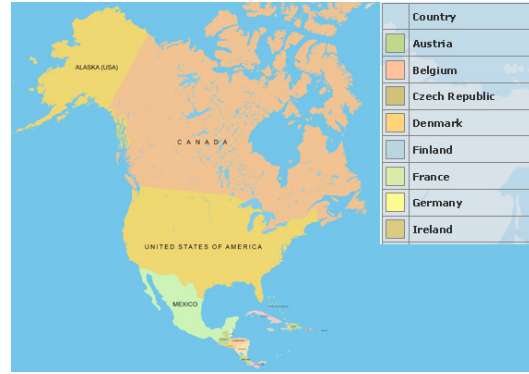 ALASKA (USA)
CANADA
UNITED STATES OF AMERICA
MEXICO
Country
Austria
Belgium
Czech Republic
Denmark
Finland
France
Germany
Ireland